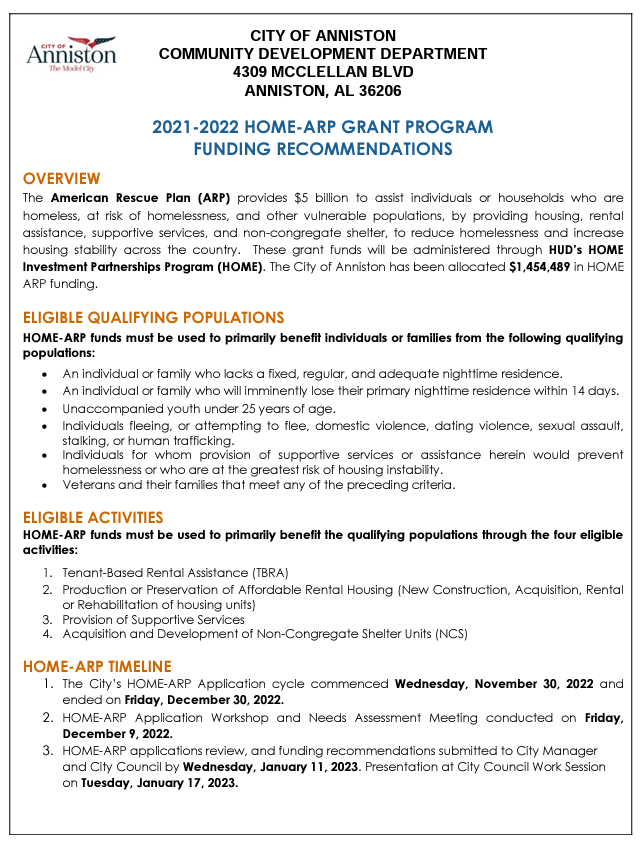 CITY OF
Anniston
The Model City
CITY OF ANNISTON
COMMUNITY DEVELOPMENT DEPARTMENT
4309 MCCLELLAN BLVD
ANNISTON, AL 36206
2021-2022 HOME-ARP GRANT PROGRAM
FUNDING RECOMMENDATIONS
OVERVIEW
The American Rescue Plan (ARP) provides $5 billion to assist individuals or households who are
homeless, at risk of homelessness, and other vulnerable populations, by providing housing, rental
assistance, supportive services, and non-congregate shelter, to reduce homelessness and increase
housing stability across the country. These grant funds will be administered through HUD's HOME
Investment Partnerships Program (HOME). The City of Anniston has been allocated $1,454,489 in HOME
ARP funding.
ELIGIBLE QUALIFYING POPULATIONS
HOME-ARP funds must be used to primarily benefit individuals or families from the following qualifying
populations:
• An individual or family who lacks a fixed, regular, and adequate nighttime residence.
• An individual or family who will imminently lose their primary nighttime residence within 14 days.
• Unaccompanied youth under 25 years of age.
• Individuals fleeing, or attempting to flee, domestic violence, dating violence, sexual assault,
stalking, or human trafficking.
• Individuals for whom provision of supportive services or assistance herein would prevent
homelessness or who are at the greatest risk of housing instability.
• Veterans and their families that meet any of the preceding criteria.
ELIGIBLE ACTIVITIES
HOME-ARP funds must be used to primarily benefit the qualifying populations through the four eligible
activities:
1. Tenant-Based Rental Assistance (TBRA)
2. Production or Preservation of Affordable Rental Housing (New Construction, Acquisition, Rental
or Rehabilitation of housing units)
3. Provision of Supportive Services
4. Acquisition and Development of Non-Congregate Shelter Units (NCS)
HOME-ARP TIMELINE
1. The City's HOME-ARP Application cycle commenced Wednesday, November 30, 2022 and
ended on Friday, December 30, 2022.
2. HOME-ARP Application Workshop and Needs Assessment Meeting conducted on Friday,
December 9, 2022.
3. HOME-ARP applications review, and funding recommendations submitted to City Manager
and City Council by Wednesday, January 11, 2023. Presentation at City Council Work Session
on Tuesday, January 17, 2023.